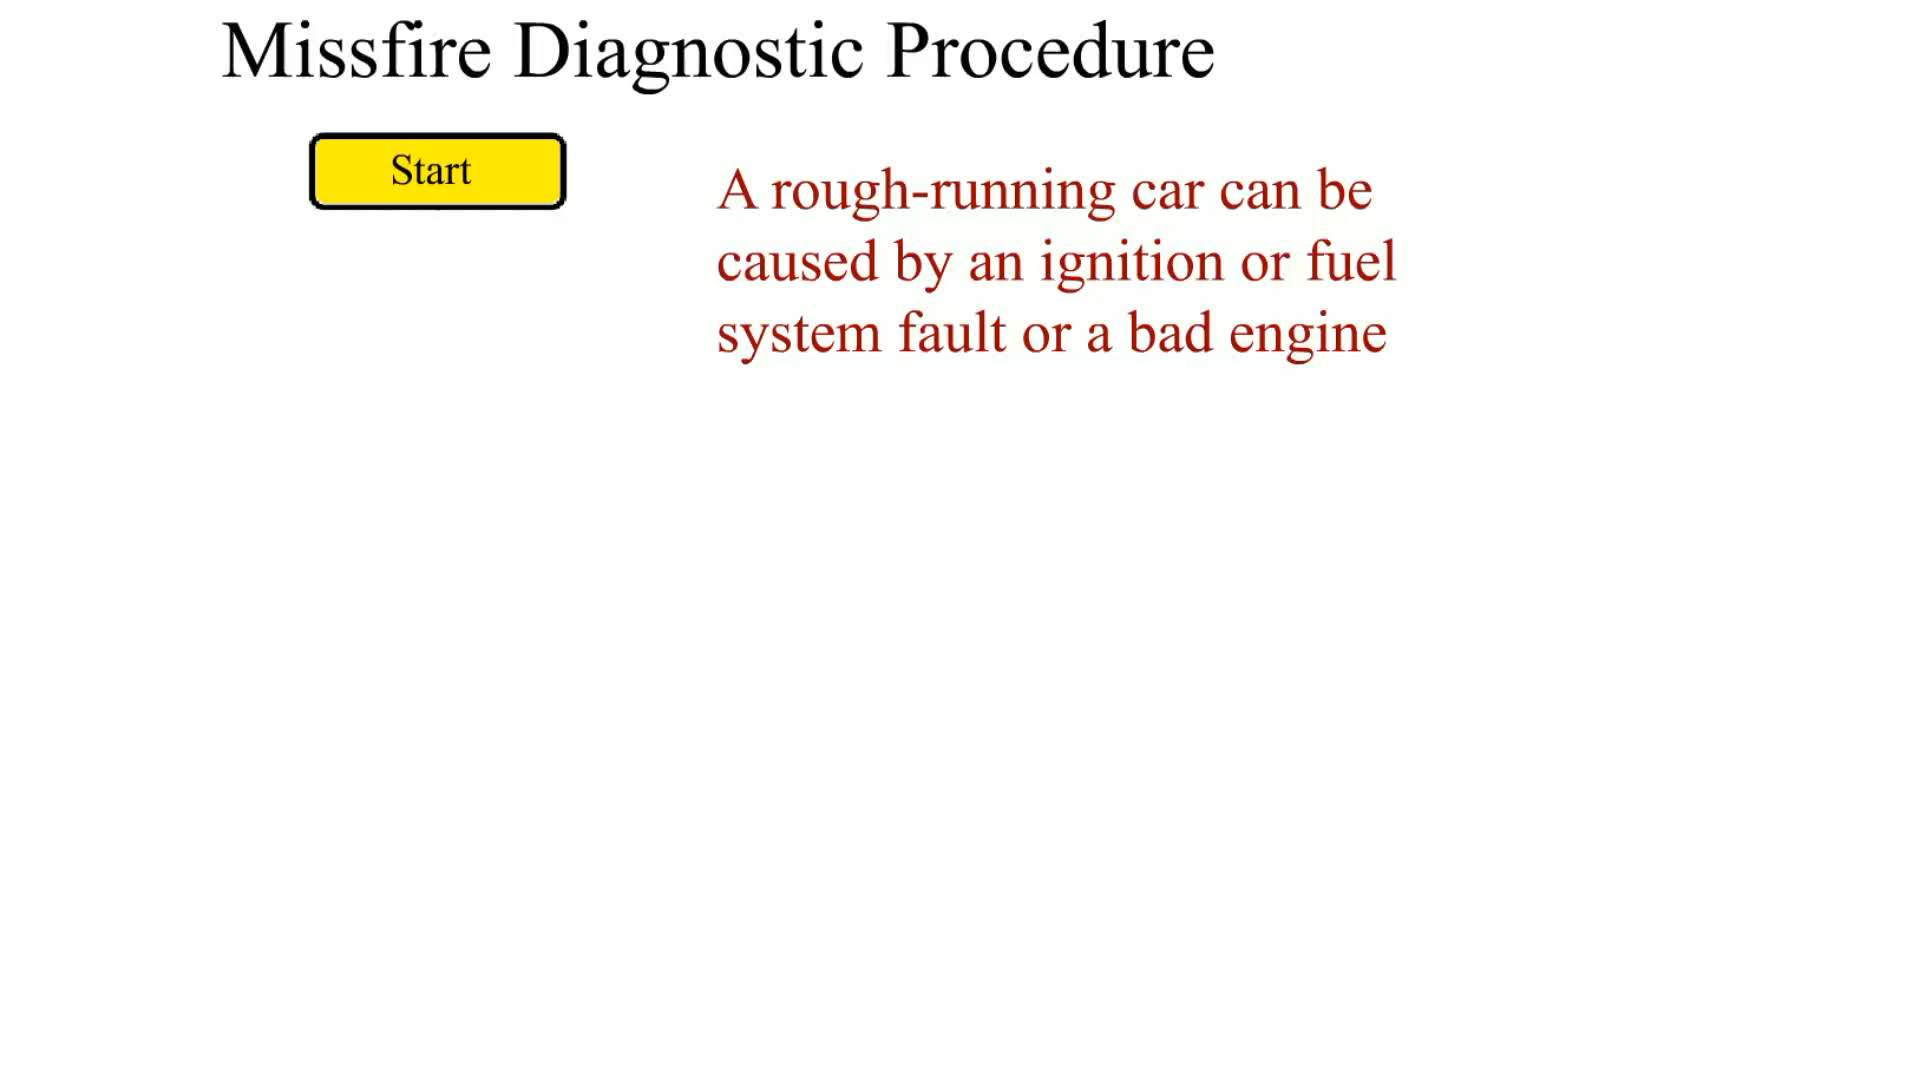 Missfire Diagnostic Procedure
Start
A rough-running car can be
caused by an ignition or fuel
system fault or a bad engine